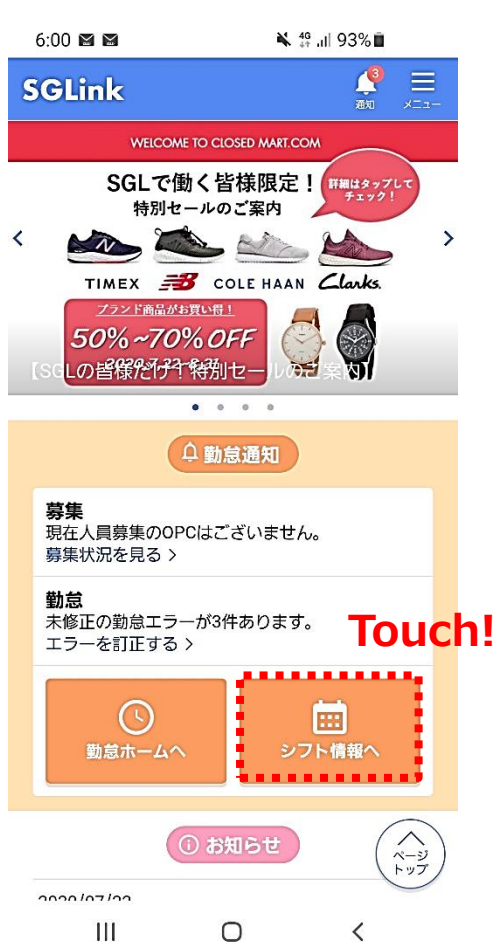 6:00
4G
93%
SGLink
3
通知
メニュー
WELCOME TO CLOSED MART.COM
SGLで働く皆様限定！
特別セールのご案内
詳細はタップして
チェック！
TIMEX
COLE HAAN
Clarks.
ブランド商品がお買い得！
50%~70% OFF
2020.7.22-8.31
【SGLの皆様だけ！特別セールのご案内】
勤怠通知
募集
現在人員募集のOPCはございません。
募集状況を見る >
勤怠
未修正の勤怠エラーが3件あります。
エラーを訂正する >
Touch!
勤怠ホームへ
シフト情報へ
お知らせ
ページ
トップ
2020/07/22